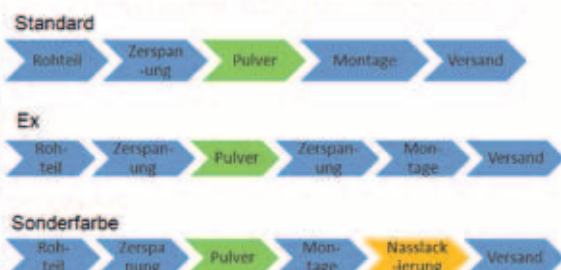 Standard
Rohteil
Zerspan
-ung
Pulver
Montage
Versand
Ex
Roh-
teil
Zerspan-
ung
Pulver
Zerspan-
ung
Mon-
tage
Versand
Sonderfarbe
Roh-
teil
Zerspa
nung
Pulver
Mon-
tage
Nasslack
-ierung
Versand